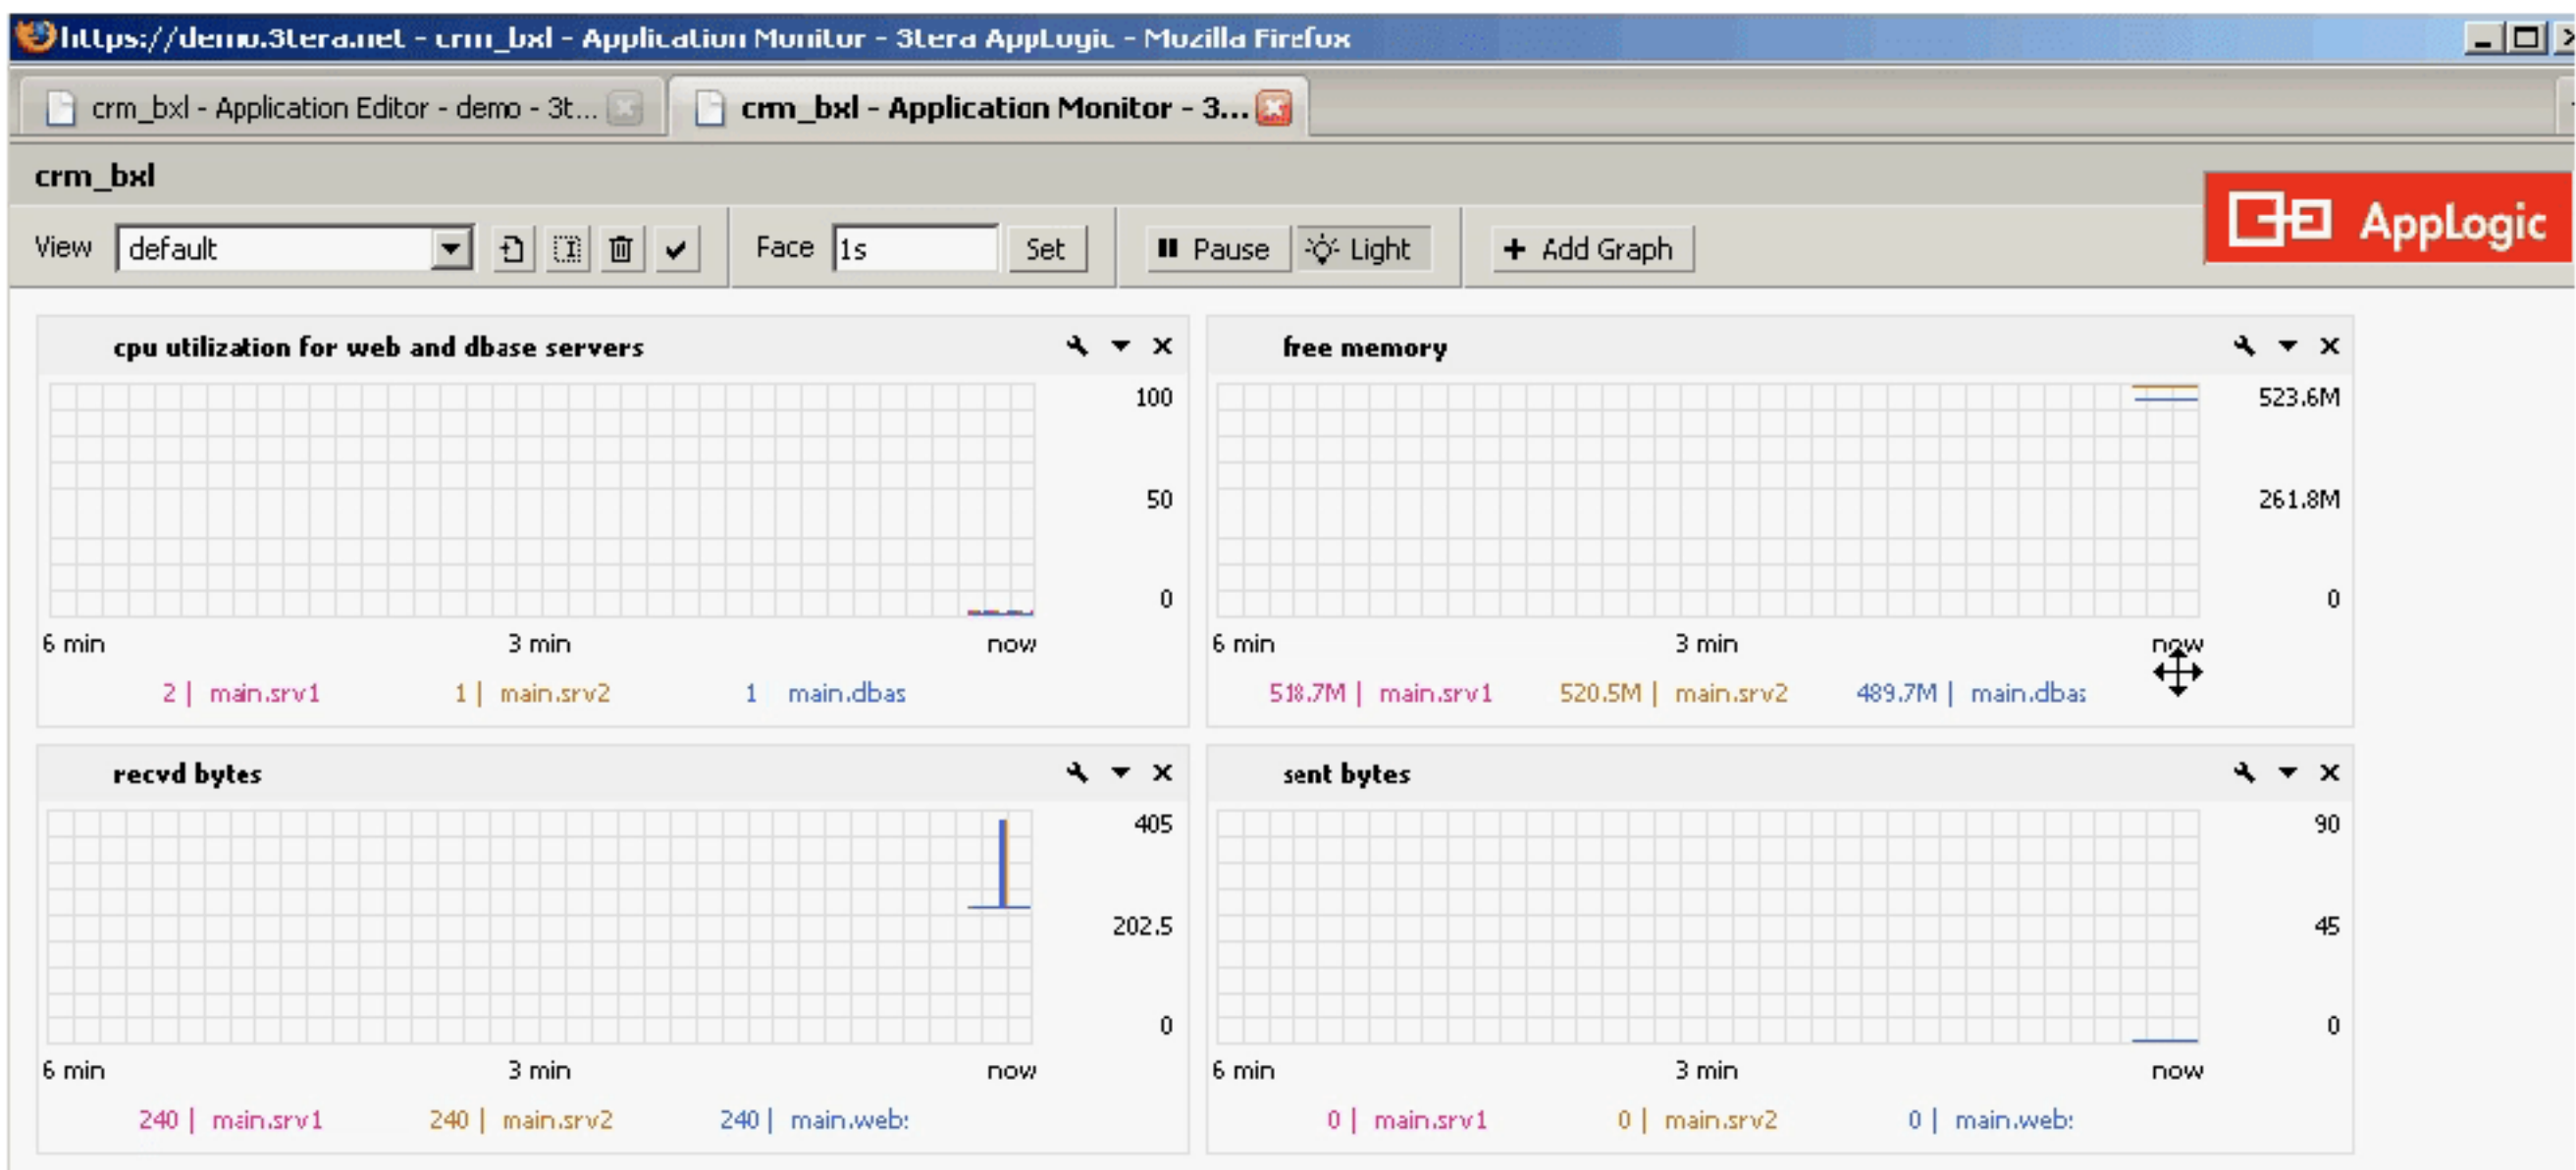 https://demo.3tera.net - crm_bxl - Application Monitor - 3tera AppLogic - Mozilla Firefox
crm_bxl - Application Editor - demo - 3t... crm_bxl - Application Monitor - 3...
crm_bxl
AppLogic
View default Face 1s Set Pause Light + Add Graph
cpu utilization for web and dbase servers
100
50
0
6 min 3 min now
2 | main.srv1 1 | main.srv2 1 main.dbas
free memory
523.6M
261.8M
0
6 min 3 min now
518.7M | main.srv1 520.5M | main.srv2 489.7M | main.dbas
recvd bytes
405
202.5
0
6 min 3 min now
240 | main.srv1 240 | main.srv2 240 | main.web:
sent bytes
90
45
0
6 min 3 min now
0 | main.srv1 0 | main.srv2 0 | main.web: